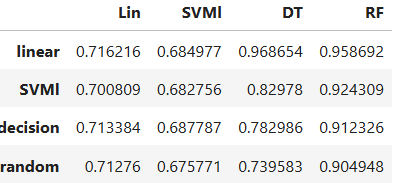 Lin SVMl DT RF
linear 0.716216 0.684977 0.968654 0.958692
SVMl 0.700809 0.682756 0.82978 0.924309
decision 0.713384 0.687787 0.782986 0.912326
random 0.71276 0.675771 0.739583 0.904948